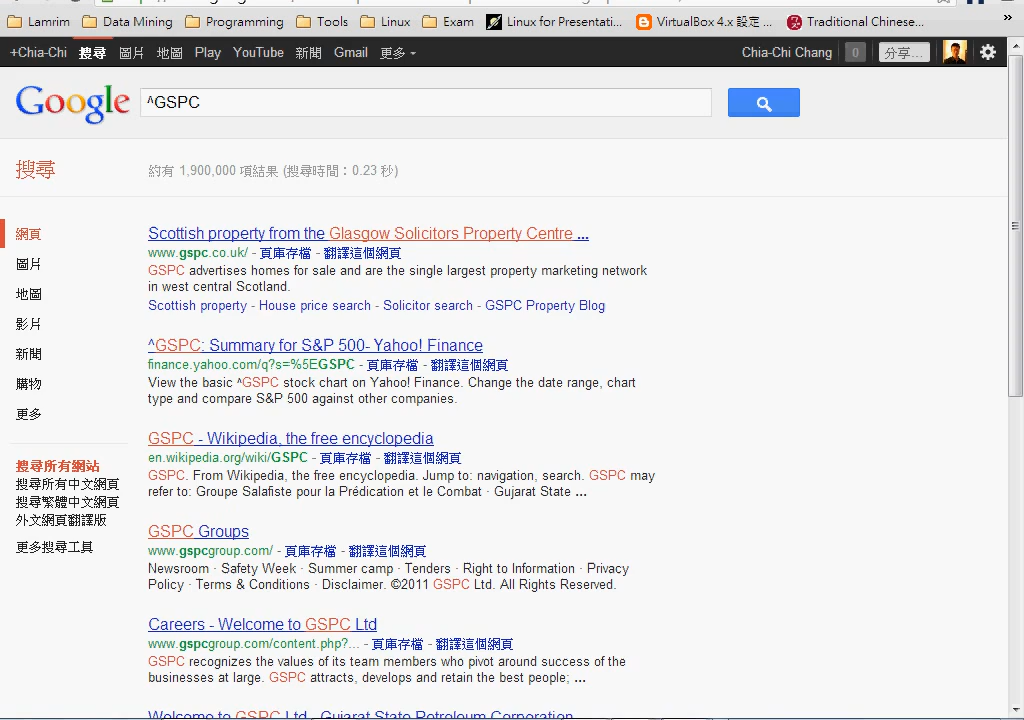 Lamrim Data Mining Programming Tools Linux Exam Linux for Presentati... VirtualBox 4.x 設定 ... Traditional Chinese... »
+Chia-Chi 搜尋 圖片 地圖 Play YouTube 新聞 Gmail 更多 Chia-Chi Chang 0 分享...
Google ^GSPC
搜尋 約有 1,900,000 項結果 (搜尋時間：0.23 秒)
網頁
圖片
地圖
影片
新聞
購物
更多
搜尋所有網站
搜尋所有中文網頁
搜尋繁體中文網頁
外文網頁翻譯版
更多搜尋工具
Scottish property from the Glasgow Solicitors Property Centre ...
www.gspc.co.uk/ - 頁庫存檔 - 翻譯這個網頁
GSPC advertises homes for sale and are the single largest property marketing network
in west central Scotland.
Scottish property - House price search - Solicitor search - GSPC Property Blog
^GSPC: Summary for S&P 500- Yahoo! Finance
finance.yahoo.com/q?s=%5EGSPC - 頁庫存檔 - 翻譯這個網頁
View the basic ^GSPC stock chart on Yahoo! Finance. Change the date range, chart
type and compare S&P 500 against other companies.
GSPC - Wikipedia, the free encyclopedia
en.wikipedia.org/wiki/GSPC - 頁庫存檔 - 翻譯這個網頁
GSPC. From Wikipedia, the free encyclopedia. Jump to: navigation, search. GSPC may
refer to: Groupe Salafiste pour la Prédication et le Combat · Gujarat State ...
GSPC Groups
www.gspcgroup.com/ - 頁庫存檔 - 翻譯這個網頁
Newsroom · Safety Week · Summer camp · Tenders · Right to Information · Privacy
Policy · Terms & Conditions · Disclaimer. ©2011 GSPC Ltd. All Rights Reserved.
Careers - Welcome to GSPC Ltd
www.gspcgroup.com/content.php?... - 頁庫存檔 - 翻譯這個網頁
GSPC recognizes the values of its team members who pivot around success of the
businesses at large. GSPC attracts, develops and retain the best people; ...
Welcome to GSPC Ltd - Gujarat State Petroleum Corporation